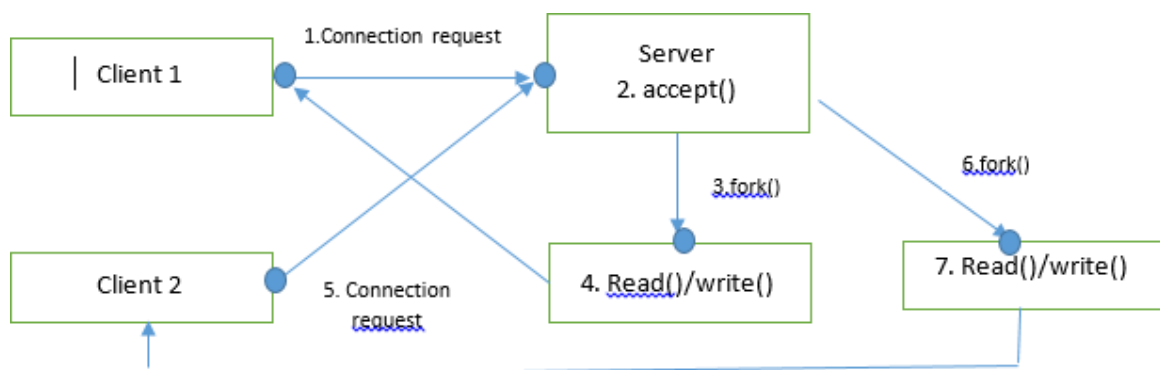 1.Connection request
Client 1
Server
2. accept()
3.fork()
6.fork()
Client 2
5. Connection
request
4. Read()/write()
7. Read()/write()